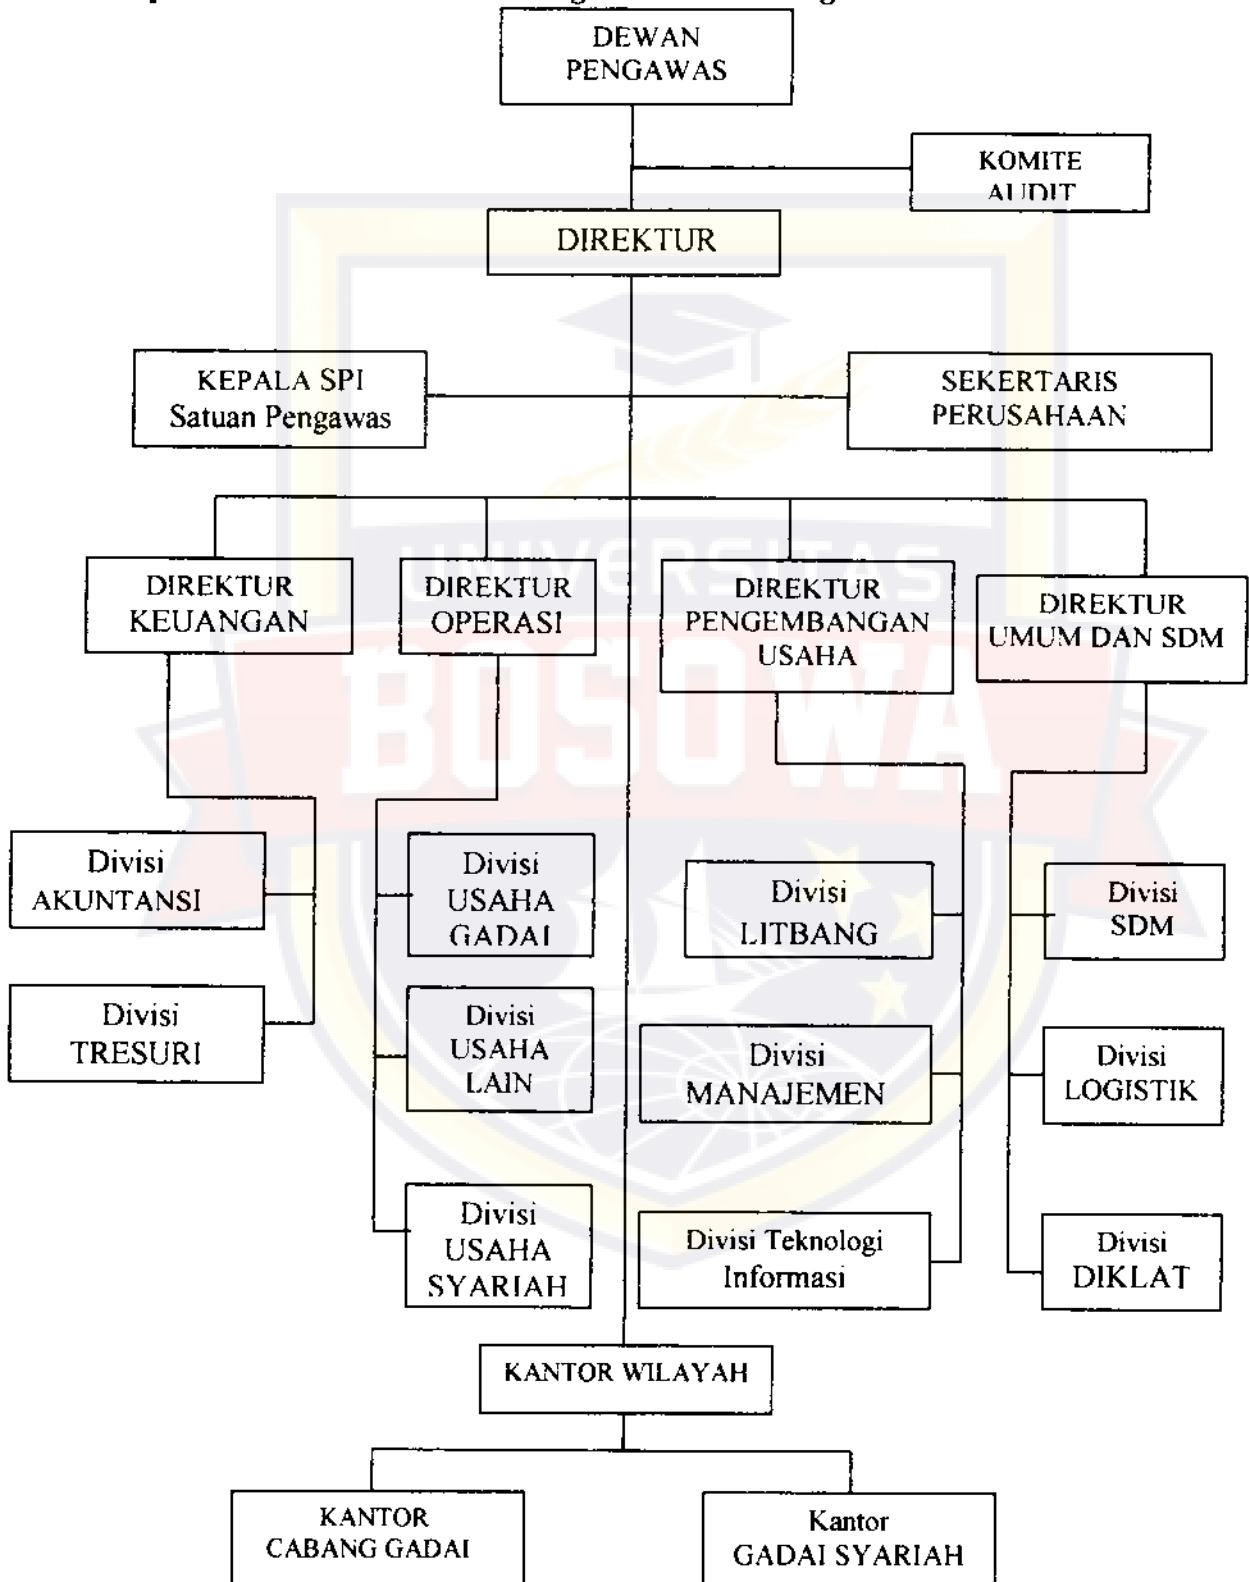 DEWAN
PENGAWAS
KOMITE
AUDIT
DIREKTUR
KEPALA SPI
Satuan Pengawas
SEKERTARIS
PERUSAHAAN
DIREKTUR
KEUANGAN
DIREKTUR
OPERASI
DIREKTUR
PENGEMBANGAN
USAHA
DIREKTUR
UMUM DAN SDM
UNIVERSITAS
BOSOWA
Divisi
AKUNTANSI
Divisi
USAHA
GADAI
Divisi
LITBANG
Divisi
SDM
Divisi
TRESURI
Divisi
USAHA
LAIN
Divisi
MANAJEMEN
Divisi
LOGISTIK
Divisi
USAHA
SYARIAH
Divisi Teknologi
Informasi
Divisi
DIKLAT
KANTOR WILAYAH
KANTOR
CABANG GADAI
Kantor
GADAI SYARIAH